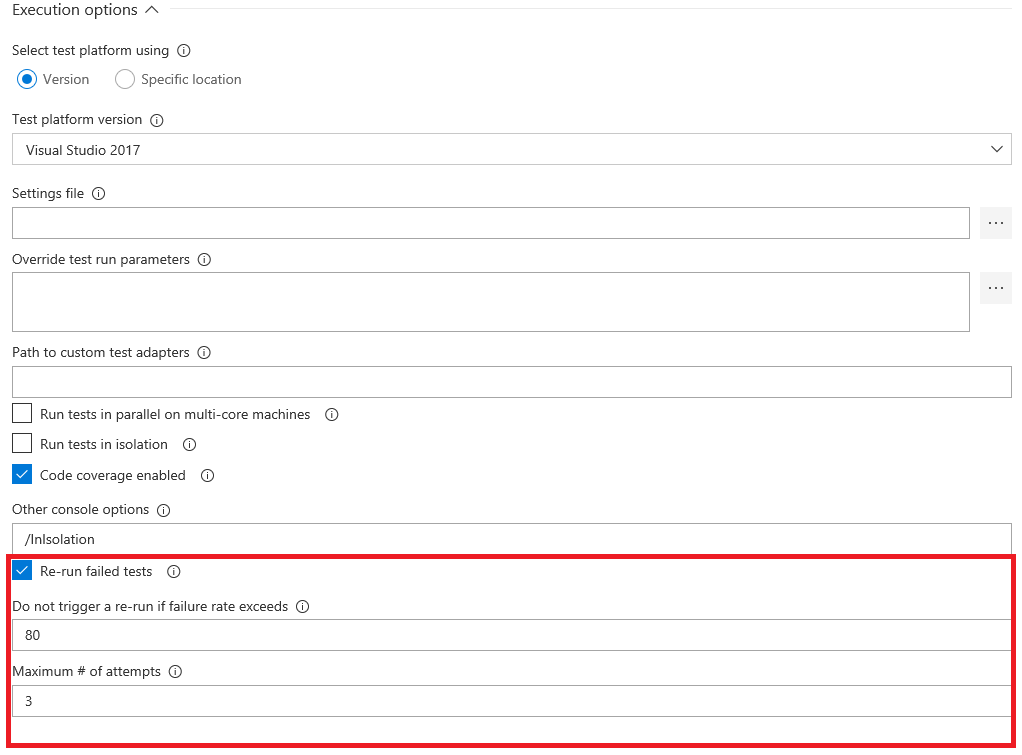 Execution options
Select test platform using
Version Specific location
Test platform version
Visual Studio 2017
Settings file
...
Override test run parameters
...
Path to custom test adapters
Run tests in parallel on multi-core machines
Run tests in isolation
Code coverage enabled
Other console options
/InIsolation
Re-run failed tests
Do not trigger a re-run if failure rate exceeds
80
Maximum # of attempts
3